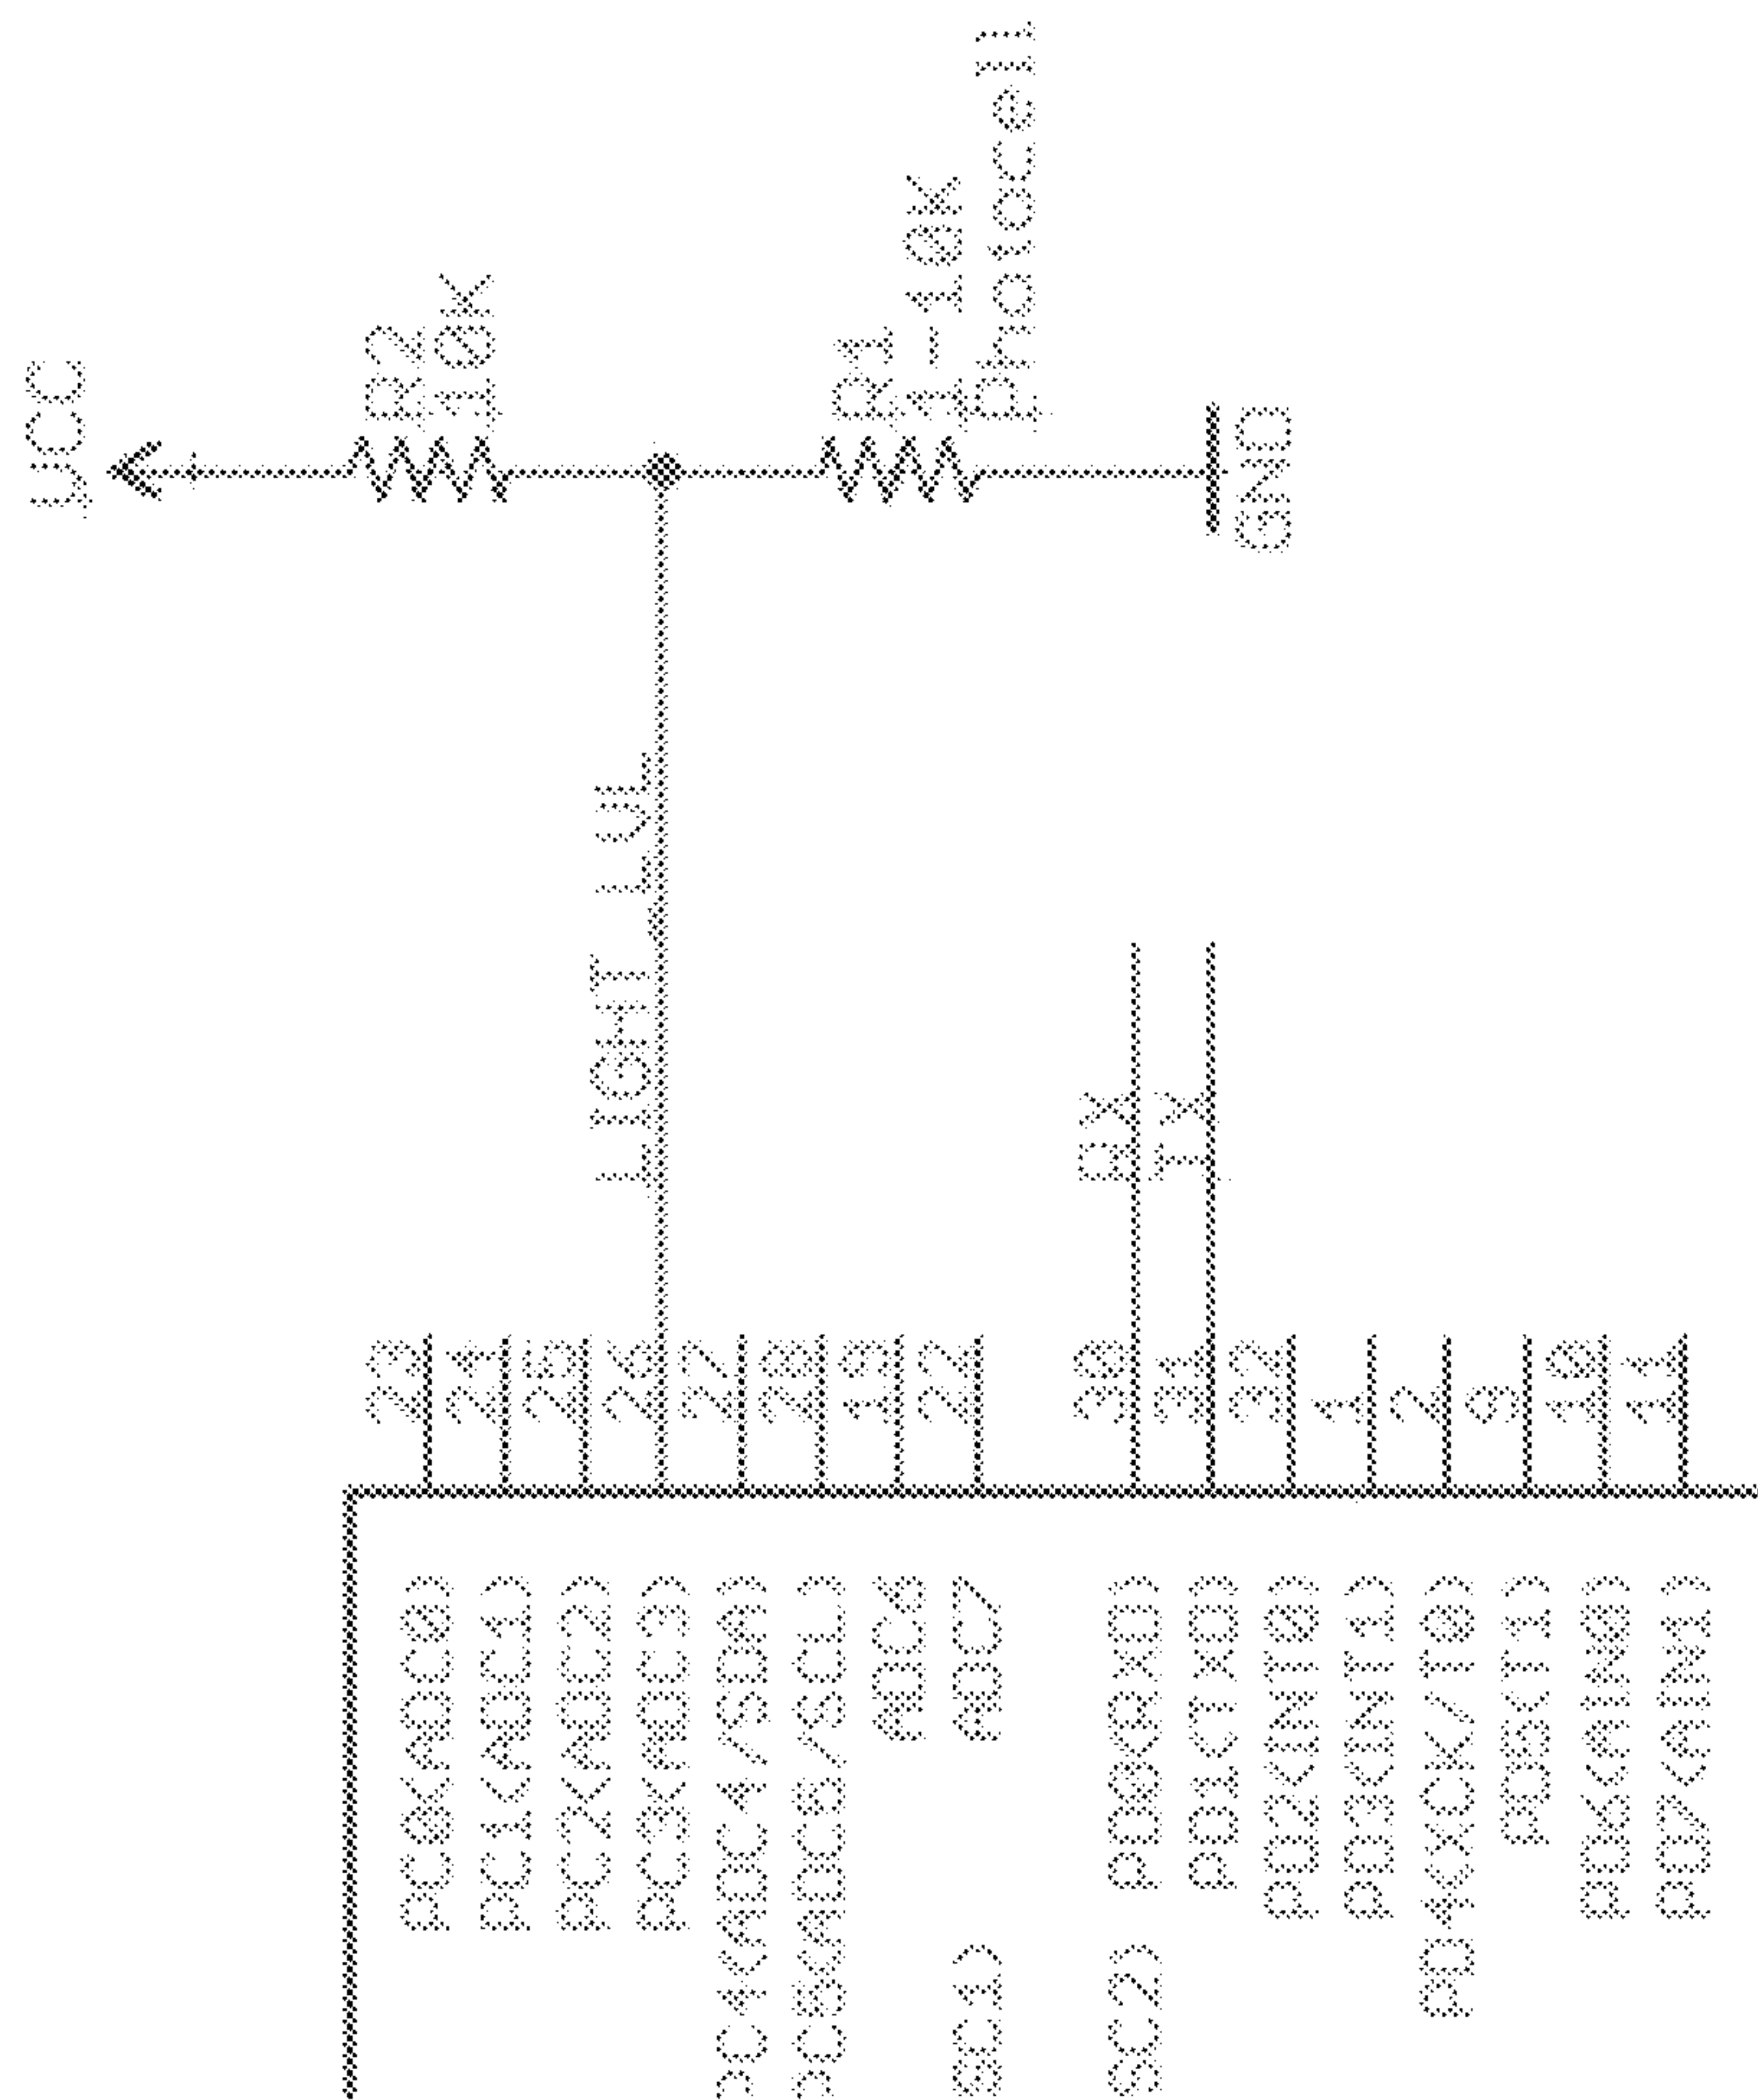 VCC
R2
10K
LIGHT_LVL
R1
1-10K
Photocell
GND
RX
TX
23
24
25
26
27
28
19
22
30
31
32
1
2
9
10
11
PC0(ADC0)
PC1(ADC1)
PC2(ADC2)
PC3(ADC3)
PC4(ADC4/SDA)
PC5(ADC5/SCL)
ADC6
SC1) ADC7
SC2) PD0(RXD)
PD1(TXD)
PD2(INT0)
PD3(INT1)
PD4(XCK/T0)
PD5(T1)
PD6(AIN0)
PD7(AIN1)